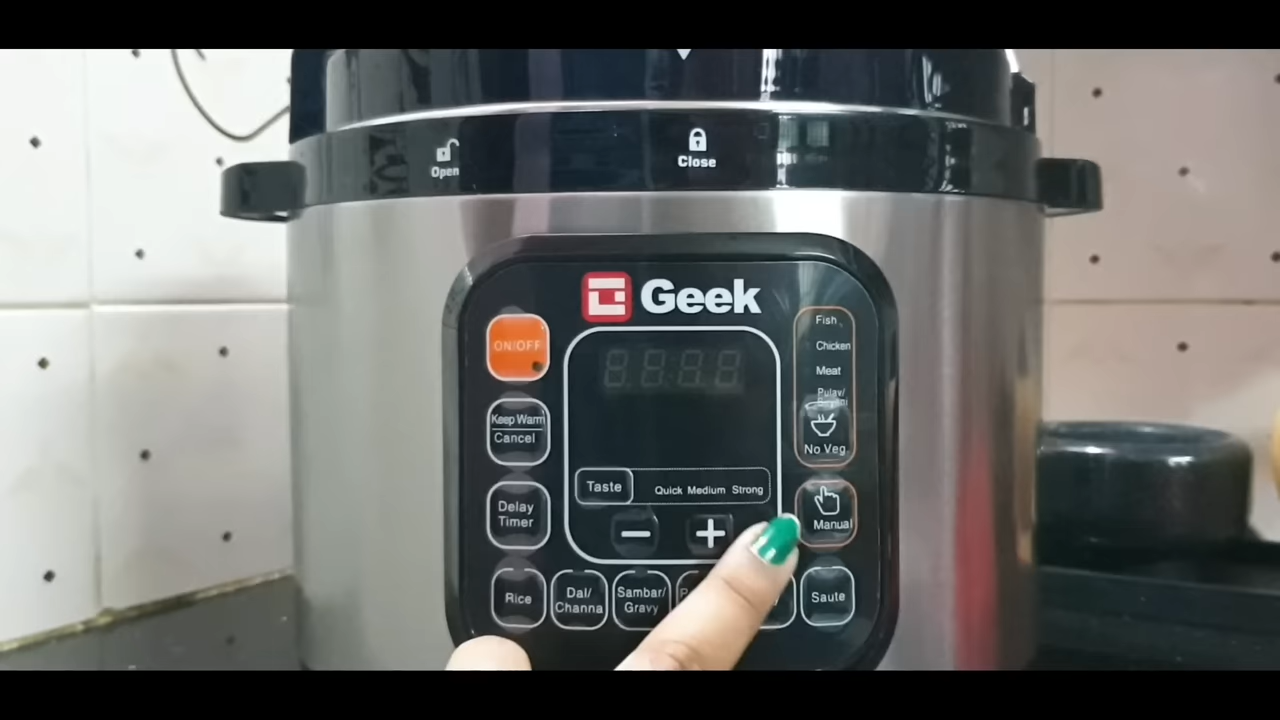 Open
Close
Geek
ON/OFF
Fish
Chicken
Meat
Pulav/
Keep Warm
Cancel
No Veg.
Taste
Quick Medium Strong
Delay
Timer
Manual
Rice
Dal/
Channa
Sambar/
Gravy
Saute